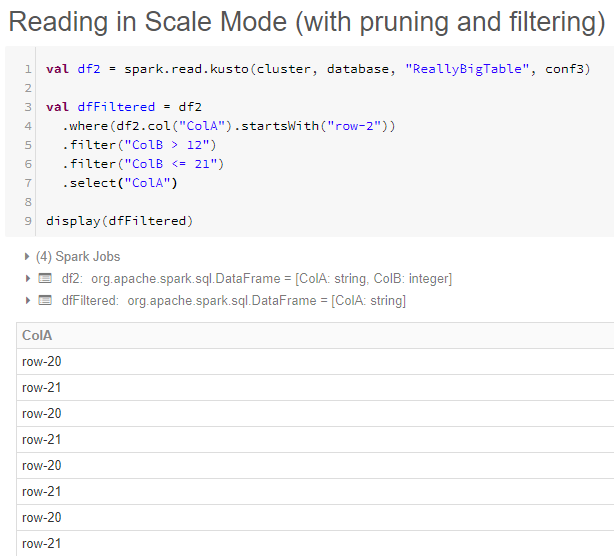 Reading in Scale Mode (with pruning and filtering)
1 val df2 = spark.read.kusto(cluster, database, "ReallyBigTable", conf3)
2
3 val dfFiltered = df2
4 .where(df2.col("ColA").startsWith("row-2"))
5 .filter("ColB > 12")
6 .filter("ColB <= 21")
7 .select("ColA")
8
9 display(dfFiltered)
(4) Spark Jobs
df2: org.apache.spark.sql.DataFrame = [ColA: string, ColB: integer]
dfFiltered: org.apache.spark.sql.DataFrame = [ColA: string]
ColA
row-20
row-21
row-20
row-21
row-20
row-21
row-20
row-21